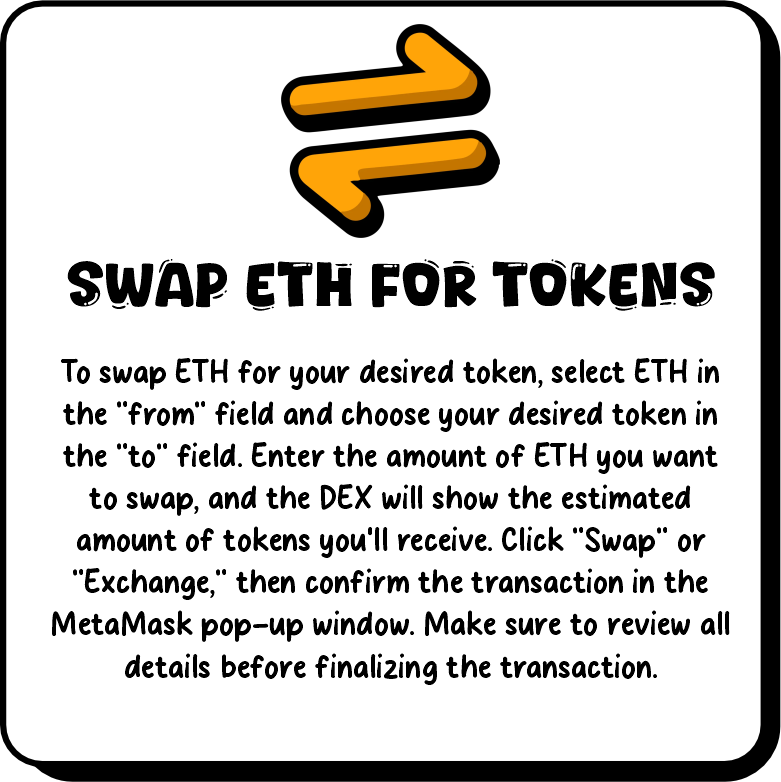 SWAP ETH FOR TOKENS
To swap ETH for your desired token, select ETH in
the "from" field and choose your desired token in
the "to" field. Enter the amount of ETH you want
to swap, and the DEX will show the estimated
amount of tokens you'll receive. Click "Swap" or
"Exchange," then confirm the transaction in the
MetaMask pop-up window. Make sure to review all
details before finalizing the transaction.